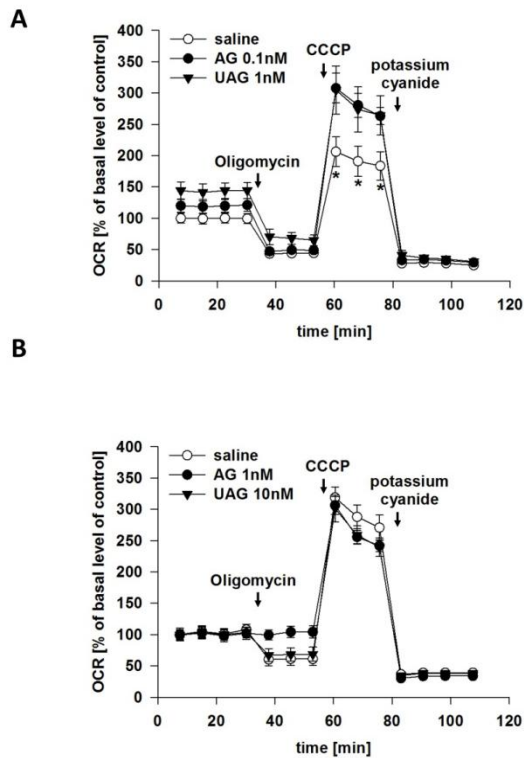 A
saline
AG 0.1nM
UAG 1nM
CCCP
potassium
cyanide
Oligomycin
OCR [% of basal level of control]
400
350
300
250
200
150
100
50
0
* * *
0 20 40 60 80 100 120
time [min]
B
saline
AG 1nM
UAG 10nM
CCCP
potassium
cyanide
Oligomycin
OCR [% of basal level of control]
400
350
300
250
200
150
100
50
0
0 20 40 60 80 100 120
time [min]